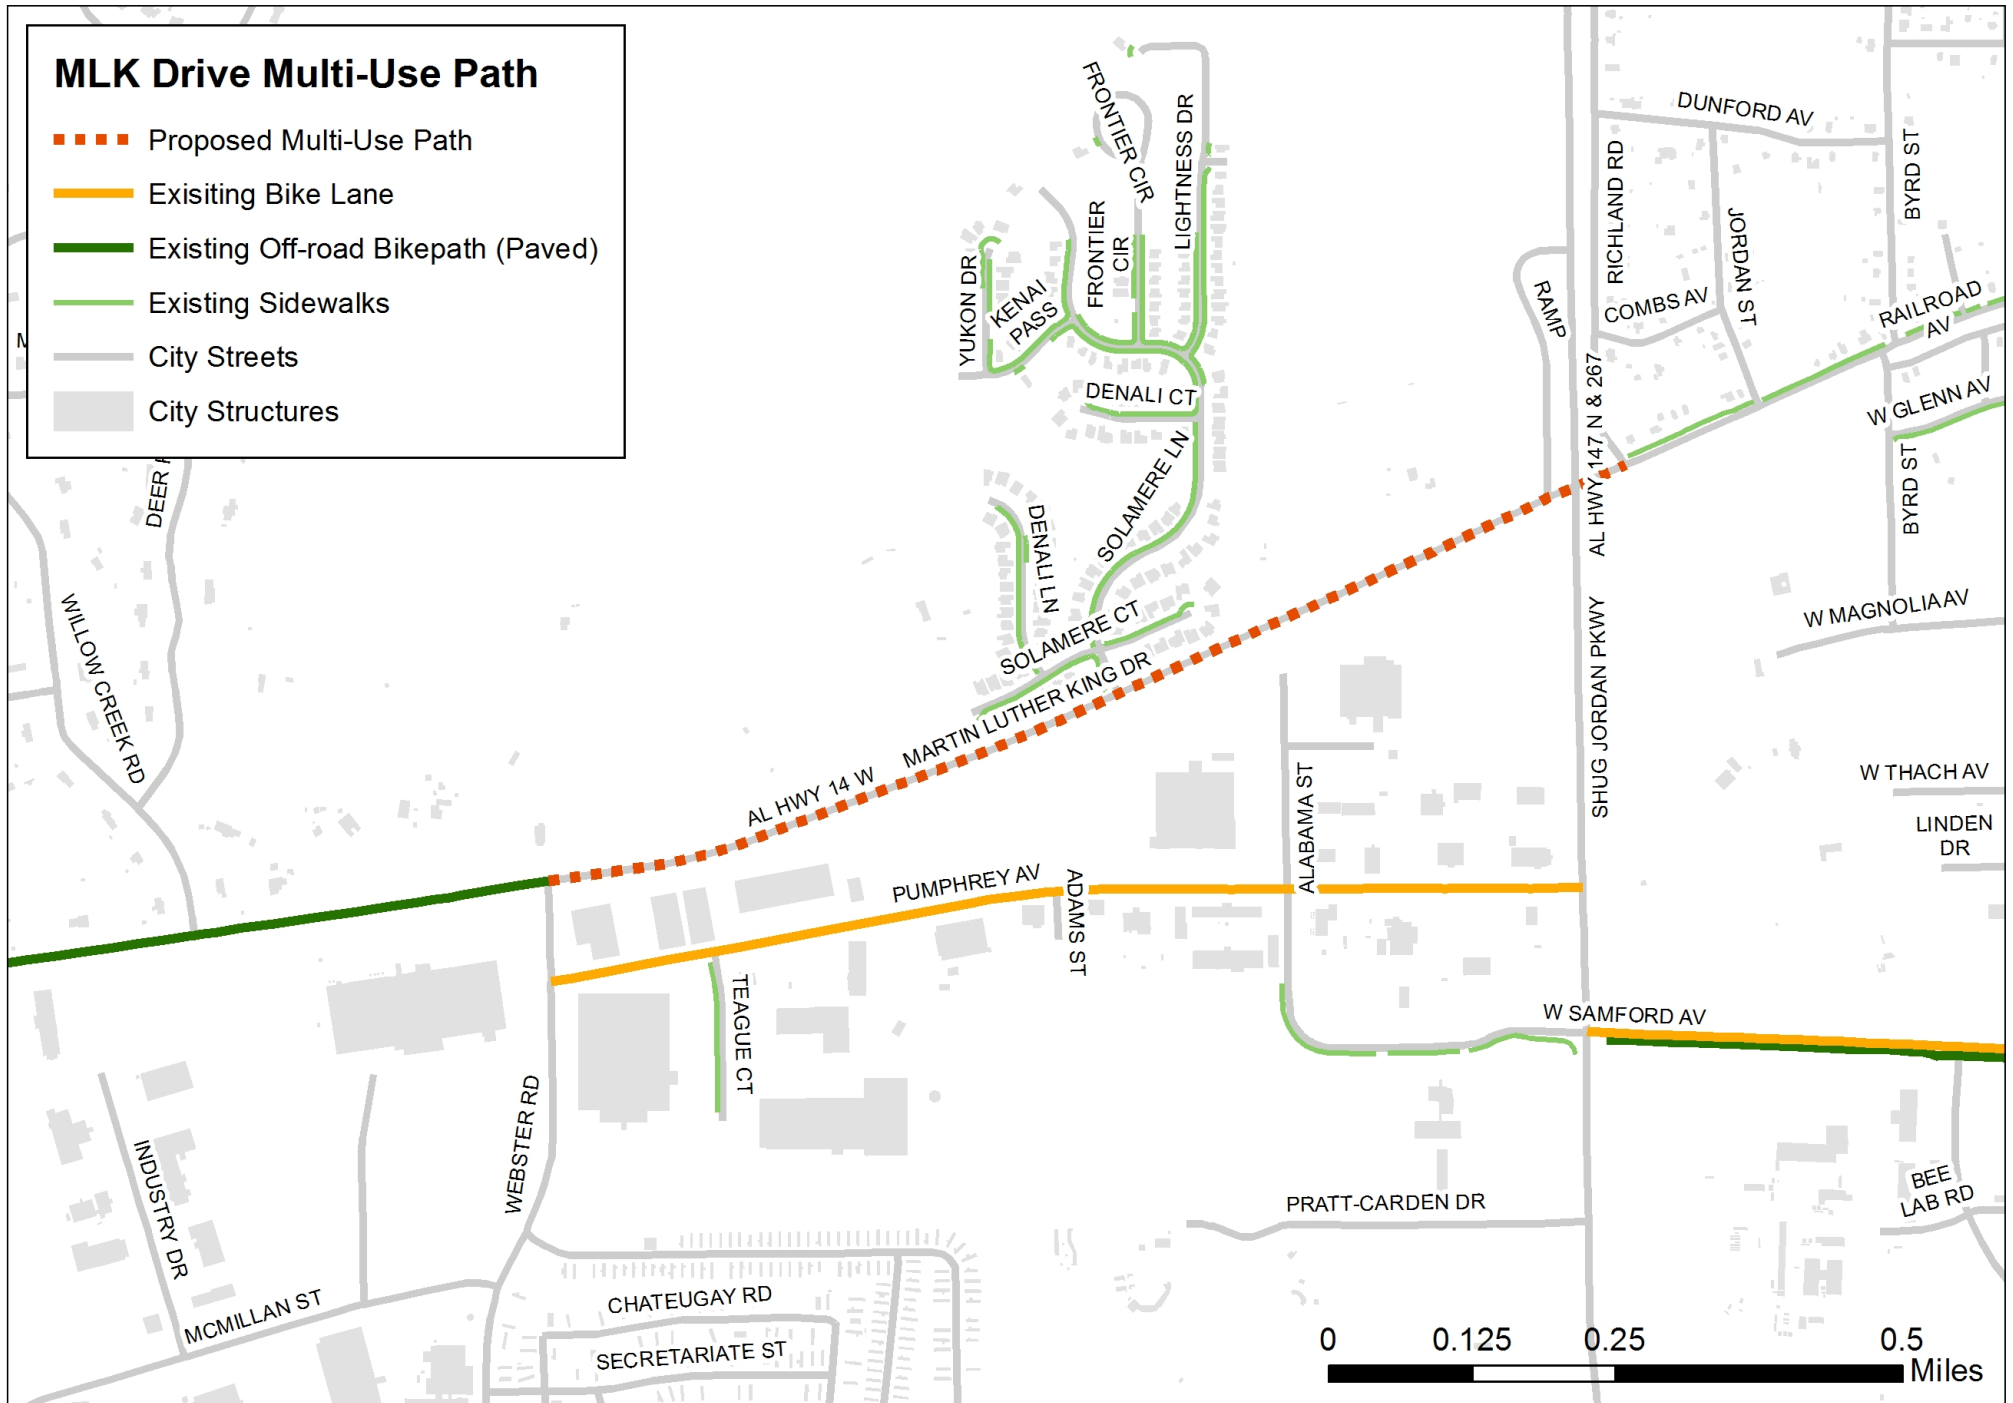 MLK Drive Multi-Use Path
Proposed Multi-Use Path
Exisiting Bike Lane
Existing Off-road Bikepath (Paved)
Existing Sidewalks
City Streets
City Structures
FRONTIER CIR
LIGHTNESS DR
FRONTIER
CIR
YUKON DR
KENAI
PASS
DENALI CT
SOLAMERE LN
DENALI LN
SOLAMERE CT
MARTIN LUTHER KING DR
AL HWY 14 W
DUNFORD AV
BYRD ST
RICHLAND RD
JORDAN ST
COMBS AV
RAMP
RAILROAD
AV
W GLENN AV
AL HWY 147 N & 267
BYRD ST
W MAGNOLIA AV
SHUG JORDAN PKWY
W THACH AV
LINDEN
DR
M
DEER
WILLOW CREEK RD
PUMPHREY AV
ADAMS ST
ALABAMA ST
TEAGUE CT
W SAMFORD AV
WEBSTER RD
INDUSTRY DR
MCMILLAN ST
CHATEUGAY RD
SECRETARIATE ST
PRATT-CARDEN DR
BEE
LAB RD
0 0.125 0.25 0.5
Miles